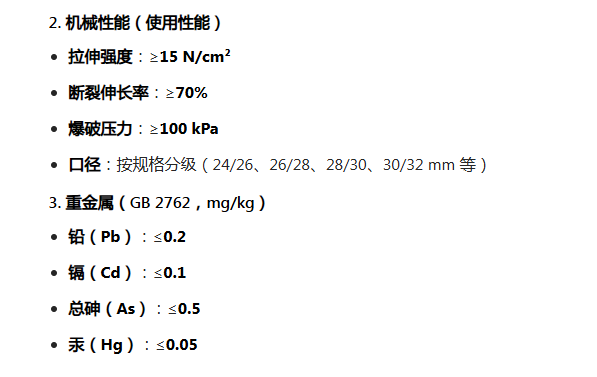 2. 机械性能（使用性能）
• 拉伸强度：≥15 N/cm²
• 断裂伸长率：≥70%
• 爆破压力：≥100 kPa
• 口径：按规格分级（24/26、26/28、28/30、30/32 mm 等）
3. 重金属（GB 2762，mg/kg）
• 铅（Pb）：≤0.2
• 镉（Cd）：≤0.1
• 总砷（As）：≤0.5
• 汞（Hg）：≤0.05